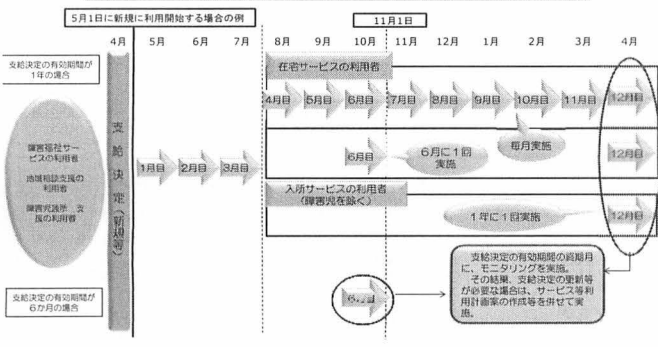 5月1日に新規に利用開始する場合の例
11月1日
4月 5月 6月 7月 8月 9月 10月 11月 12月 1月 2月 3月 4月
支給決定の有効期間が
1年の場合
在宅サービスの利用者
4月目 5月目 6月目 7月目 8月目 9月目 10月目 11月目 12月目
毎月実施
障害福祉サー
ビスの利用者
地域相談支援の
利用者
障害児通所支
援の利用者
支給決定(新規等)
1月目 2月目 3月目
6月目
6月に1回
実施
12月目
入所サービスの利用者
(障害児を除く)
1年に1回実施
12月目
支給決定の有効期間の終期月
に、モニタリングを実施。
その結果、支給決定の更新等
が必要な場合は、サービス等利
用計画案の作成等を併せて実
施。
支給決定の有効期間が
6か月の場合
6月目